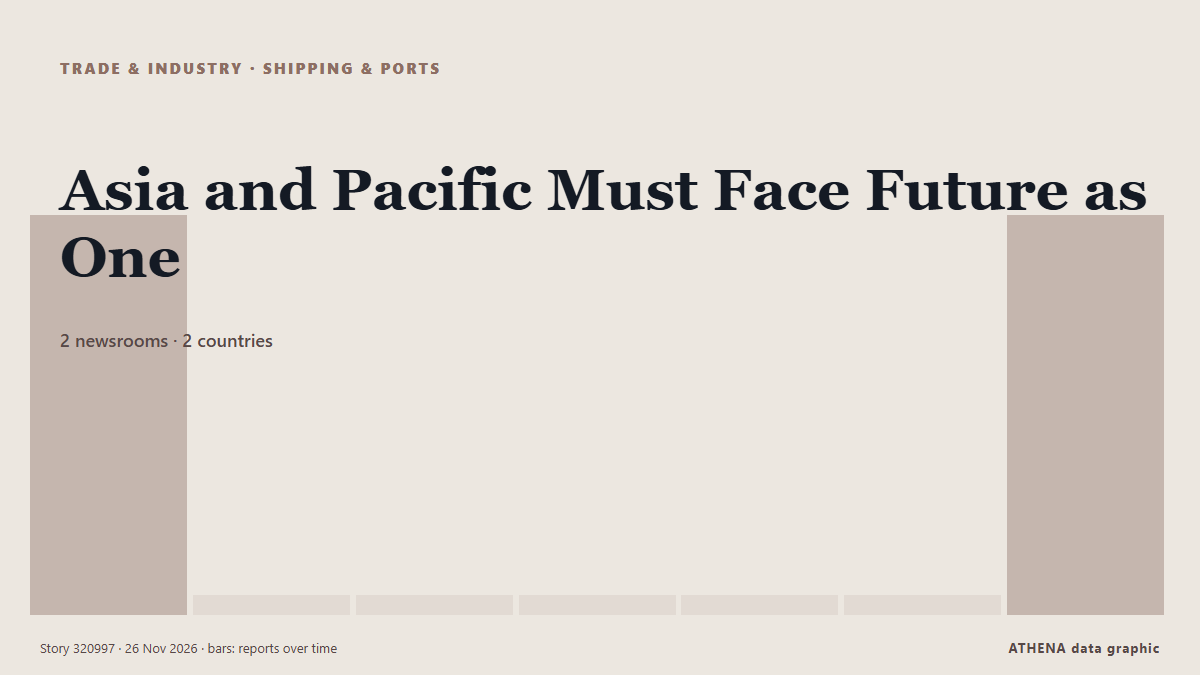 TRADE & INDUSTRY · SHIPPING & PORTS
Asia and Pacific Must Face Future as
One
2 newsrooms · 2 countries
Story 320997 · 26 Nov 2026 · bars: reports over time
ATHENA data graphic